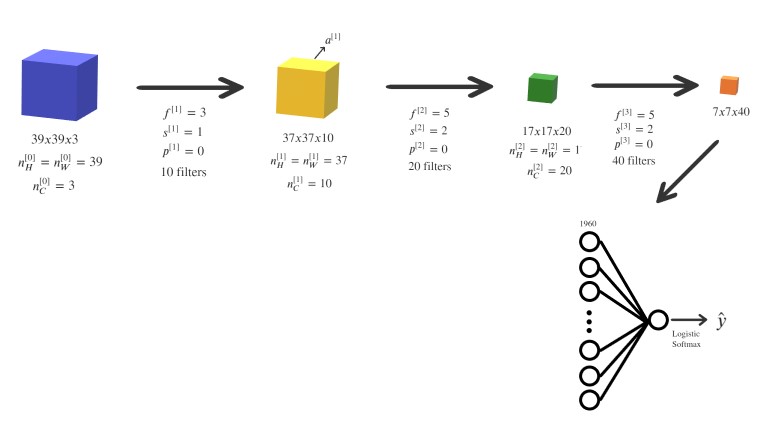 a^[1]
39x39x3
n_H^[0] = n_W^[0] = 39
n_C^[0] = 3
f^[1] = 3
s^[1] = 1
p^[1] = 0
10 filters
37x37x10
n_H^[1] = n_W^[1] = 37
n_C^[1] = 10
f^[2] = 5
s^[2] = 2
p^[2] = 0
20 filters
17x17x20
n_H^[2] = n_W^[2] = 1
n_C^[2] = 20
f^[3] = 5
s^[3] = 2
p^[3] = 0
40 filters
7x7x40
1960
ŷ
Logistic
Softmax